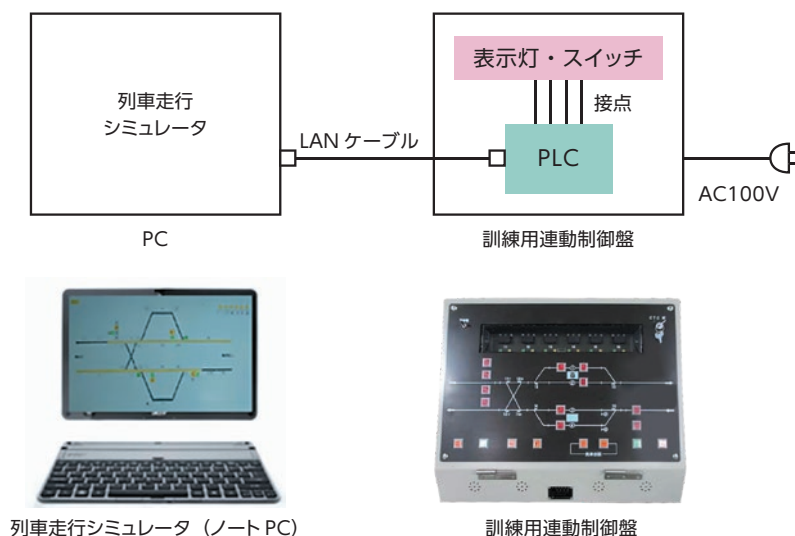 列車走行
シミュレータ
LAN ケーブル
表示灯・スイッチ
接点
PLC
AC100V
PC
訓練用連動制御盤
列車走行シミュレータ（ノート PC）
訓練用連動制御盤